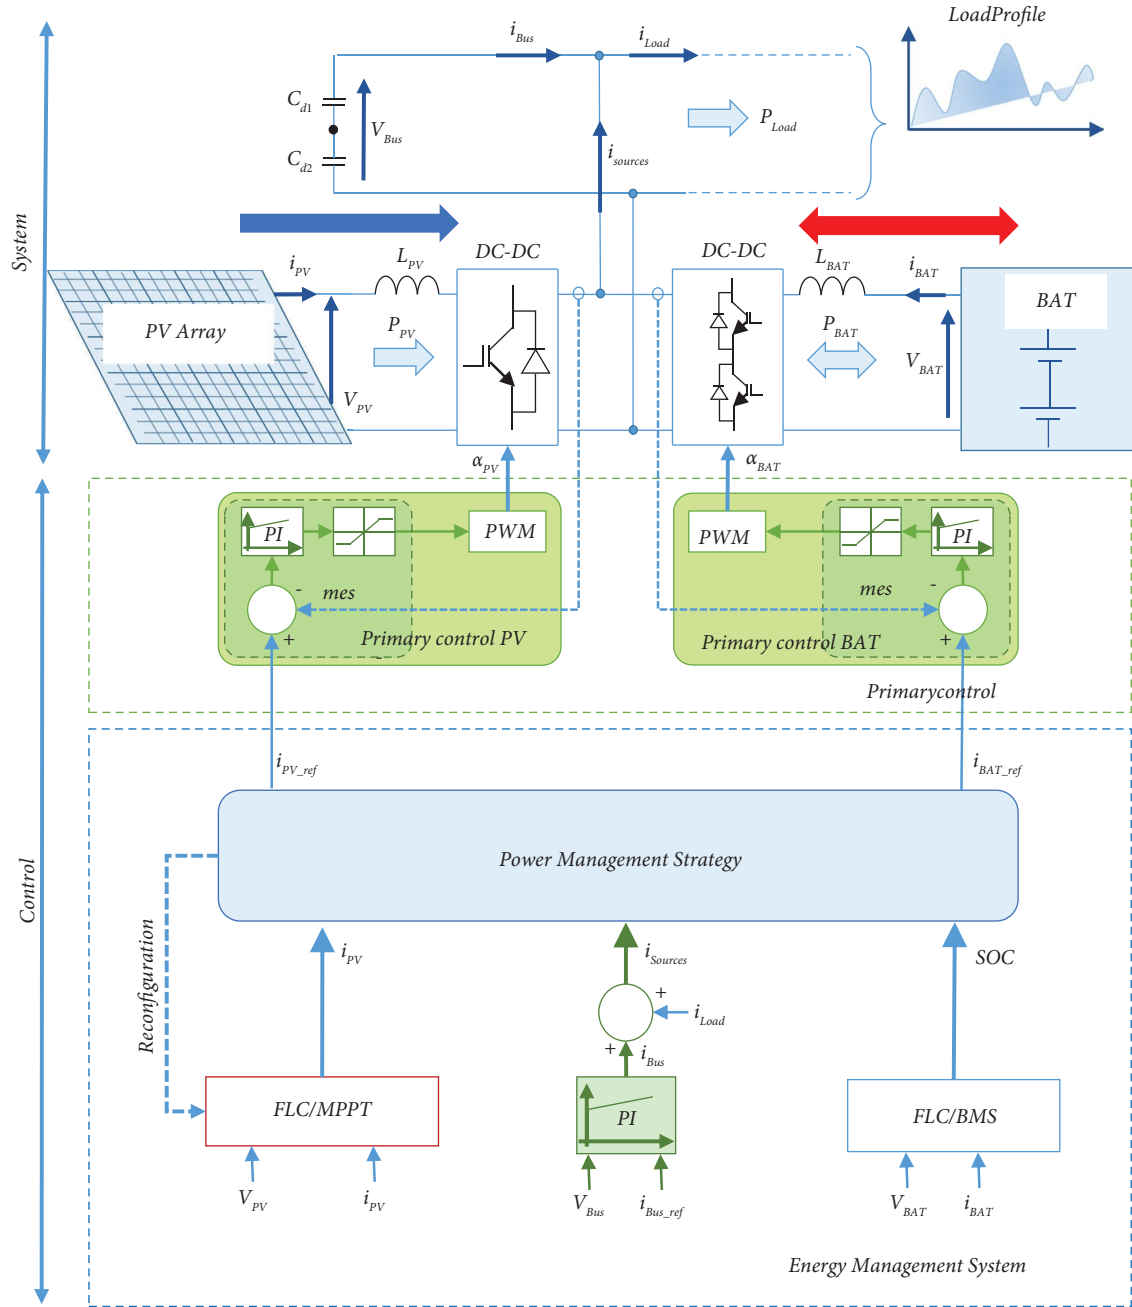 LoadProfile
i_Bus
i_Load
C_d1
V_Bus
P_Load
C_d2
i_sources
System
DC-DC
DC-DC
i_PV
L_PV
L_BAT
i_BAT
PV Array
P_PV
P_BAT
BAT
V_PV
V_BAT
α_PV
α_BAT
PI
PWM
PWM
PI
-
mes
mes
-
+
Primary control PV
Primary control BAT
+
-
Primarycontrol
i_PV_ref
i_BAT_ref
Control
Power Management Strategy
Reconfiguration
i_PV
i_Sources
SOC
+
i_Load
+
i_Bus
FLC/MPPT
PI
FLC/BMS
V_PV
i_PV
V_Bus
i_Bus_ref
V_BAT
i_BAT
Energy Management System